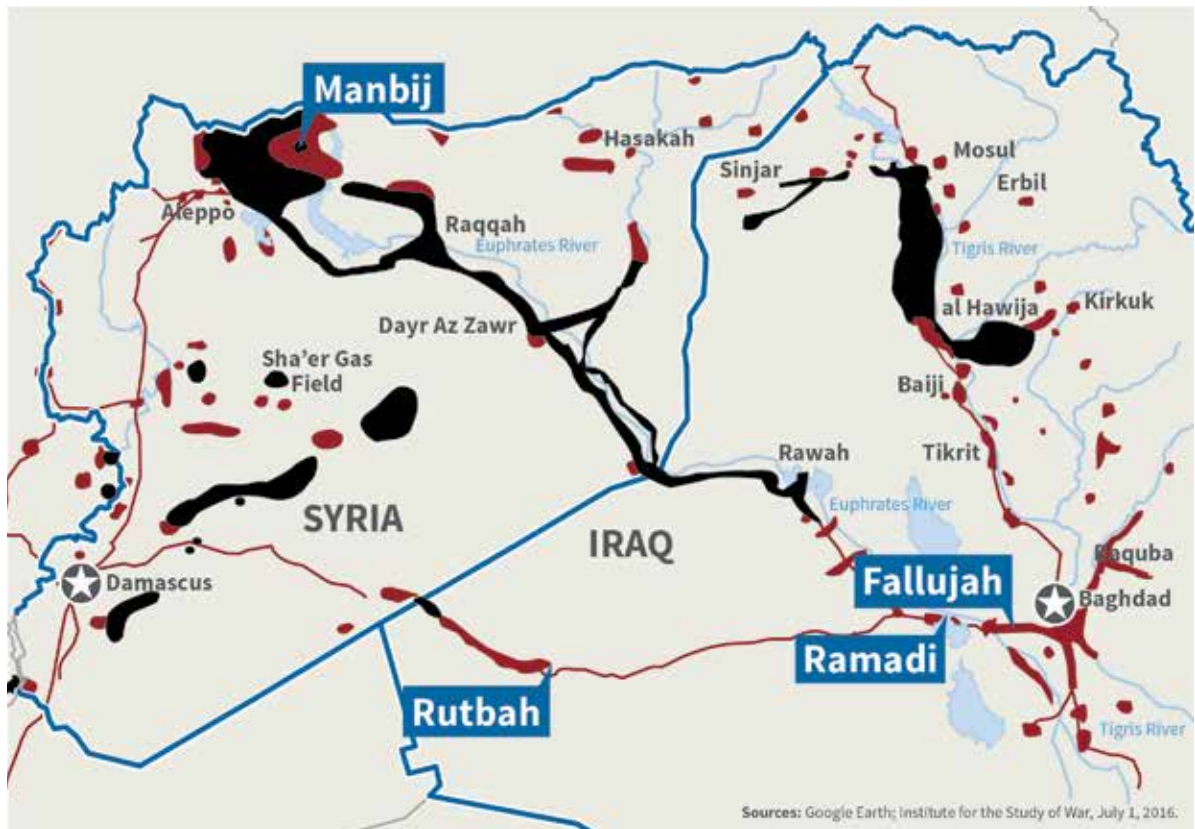 Manbij
Hasakah
Mosul
Sinjar
Erbil
Aleppo
Raqqah
Euphrates River
Tigris River
al Hawija
Kirkuk
Dayr Az Zawr
Sha'er Gas
Field
Baiji
Rawah
Tikrit
SYRIA
Euphrates River
IRAQ
Baquba
Damascus
Fallujah
Baghdad
Ramadi
Rutbah
Tigris River
Sources: Google Earth; Institute for the Study of War, July 1, 2016.